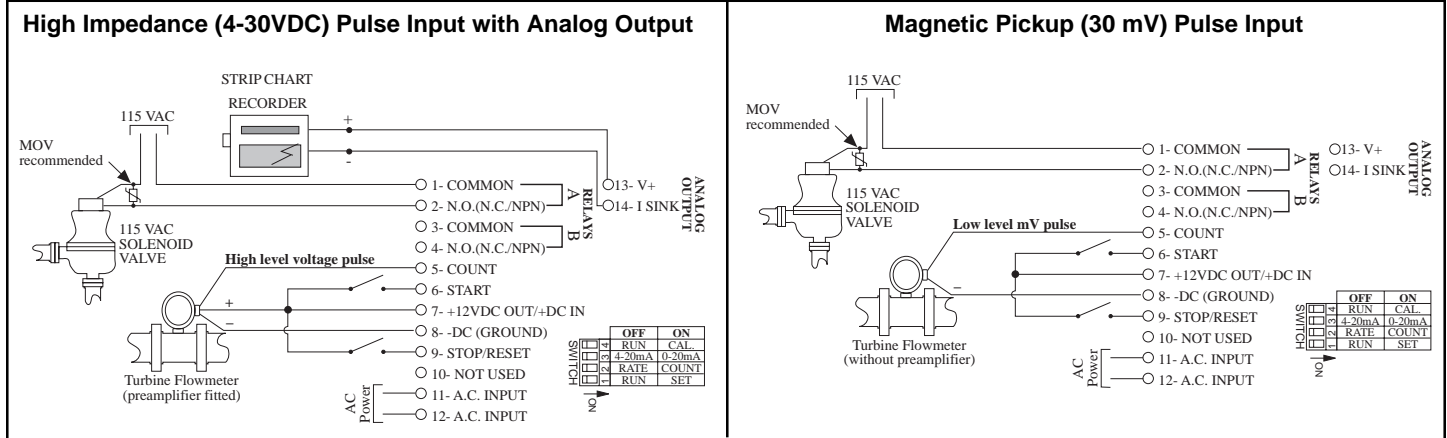 High Impedance (4-30VDC) Pulse Input with Analog Output
STRIP CHART
RECORDER
115 VAC
MOV
recommended
+
-
115 VAC
SOLENOID
VALVE
1- COMMON
2- N.O.(N.C./NPN)
3- COMMON
4- N.O.(N.C./NPN)
5- COUNT
6- START
7- +12VDC OUT/+DC IN
8- -DC (GROUND)
9- STOP/RESET
10- NOT USED
11- A.C. INPUT
12- A.C. INPUT
A
B
RELAYS
13- V+
14- I SINK
ANALOG
OUTPUT
High level voltage pulse
+
–
Turbine Flowmeter
(preamplifier fitted)
AC
Power
OFF ON
4 RUN CAL.
3 4-20mA 0-20mA
2 RATE COUNT
1 RUN SET
SWITCH
ON
Magnetic Pickup (30 mV) Pulse Input
115 VAC
MOV
recommended
115 VAC
SOLENOID
VALVE
1- COMMON
2- N.O.(N.C./NPN)
3- COMMON
4- N.O.(N.C./NPN)
5- COUNT
6- START
7- +12VDC OUT/+DC IN
8- -DC (GROUND)
9- STOP/RESET
10- NOT USED
11- A.C. INPUT
12- A.C. INPUT
A
B
RELAYS
13- V+
14- I SINK
ANALOG
OUTPUT
Low level mV pulse
–
Turbine Flowmeter
(without preamplifier)
AC
Power
OFF ON
4 RUN CAL.
3 4-20mA 0-20mA
2 RATE COUNT
1 RUN SET
SWITCH
ON